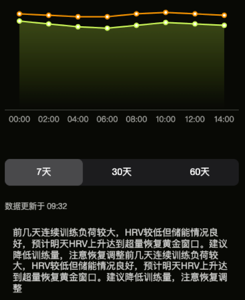 00:00 02:00 04:00 06:00 08:00 10:00 12:00 14:00
7天 30天 60天
数据更新于 09:32
前几天连续训练负荷较大，HRV较低但储能情况良
好，预计明天HRV上升达到超量恢复黄金窗口。建议
降低训练量，注意恢复调整前几天连续训练负荷较
大，HRV较低但储能情况良好，预计明天HRV上升达
到超量恢复黄金窗口。建议降低训练量，注意恢复调
整